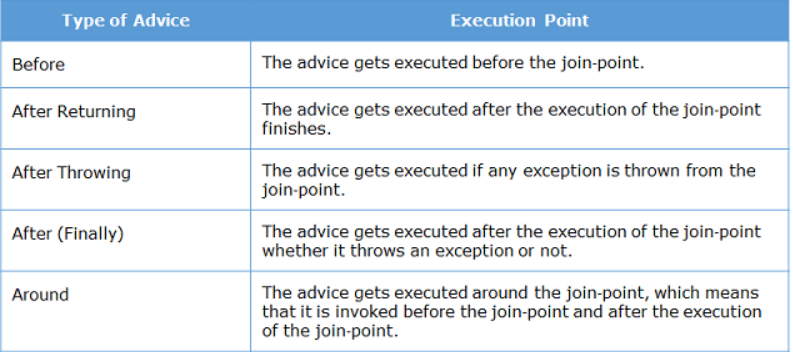 Type of Advice
Execution Point
Before
The advice gets executed before the join-point.
After Returning
The advice gets executed after the execution of the join-point
finishes.
After Throwing
The advice gets executed if any exception is thrown from the
join-point.
After (Finally)
The advice gets executed after the execution of the join-point
whether it throws an exception or not.
Around
The advice gets executed around the join-point, which means
that it is invoked before the join-point and after the execution
of the join-point.